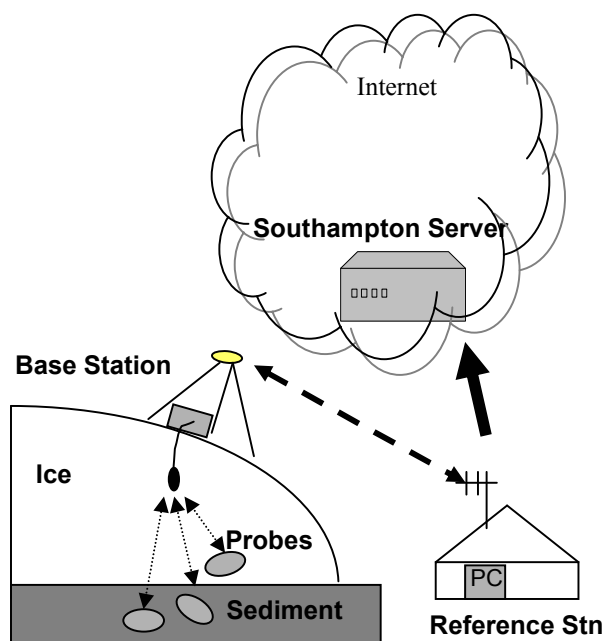 Internet
Southampton Server
Base Station
Ice
Probes
PC
Sediment
Reference Stn